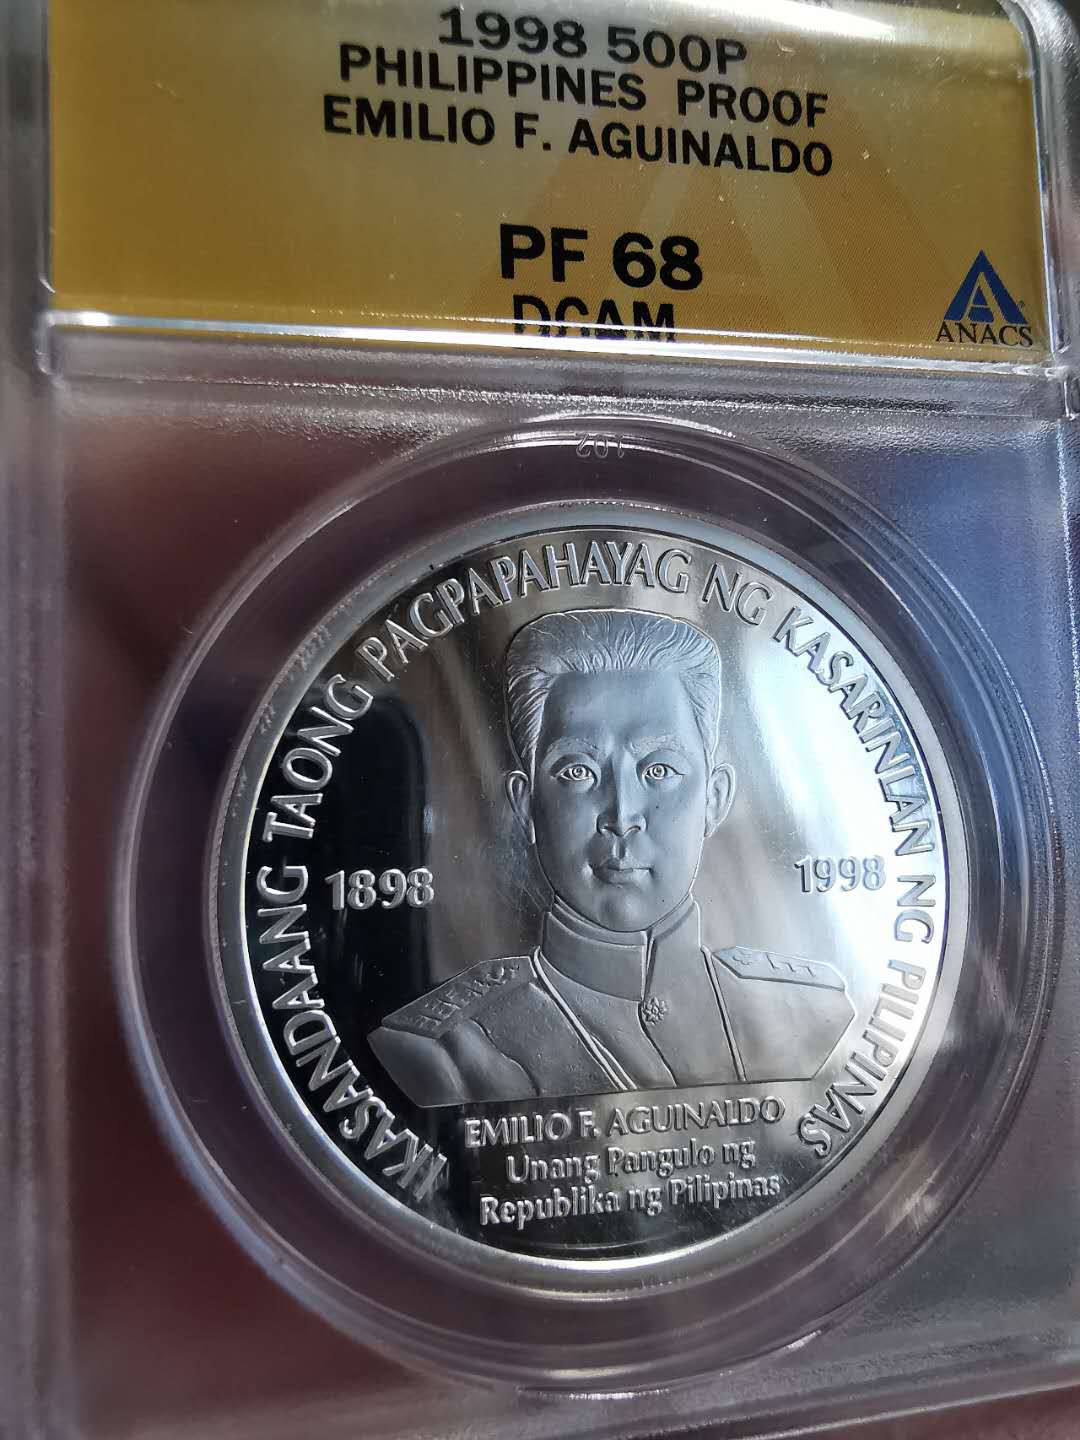 1998 500P
PHILIPPINES PROOF
EMILIO F. AGUINALDO
PF 68
DCAM
ANACS
102
IKASANDAANG TAONG PAGPAPAHAYAG NG KASARINLAN NG PILIPINAS
1898
1998
EMILIO F. AGUINALDO
Unang Pangulo ng
Republika ng Pilipinas